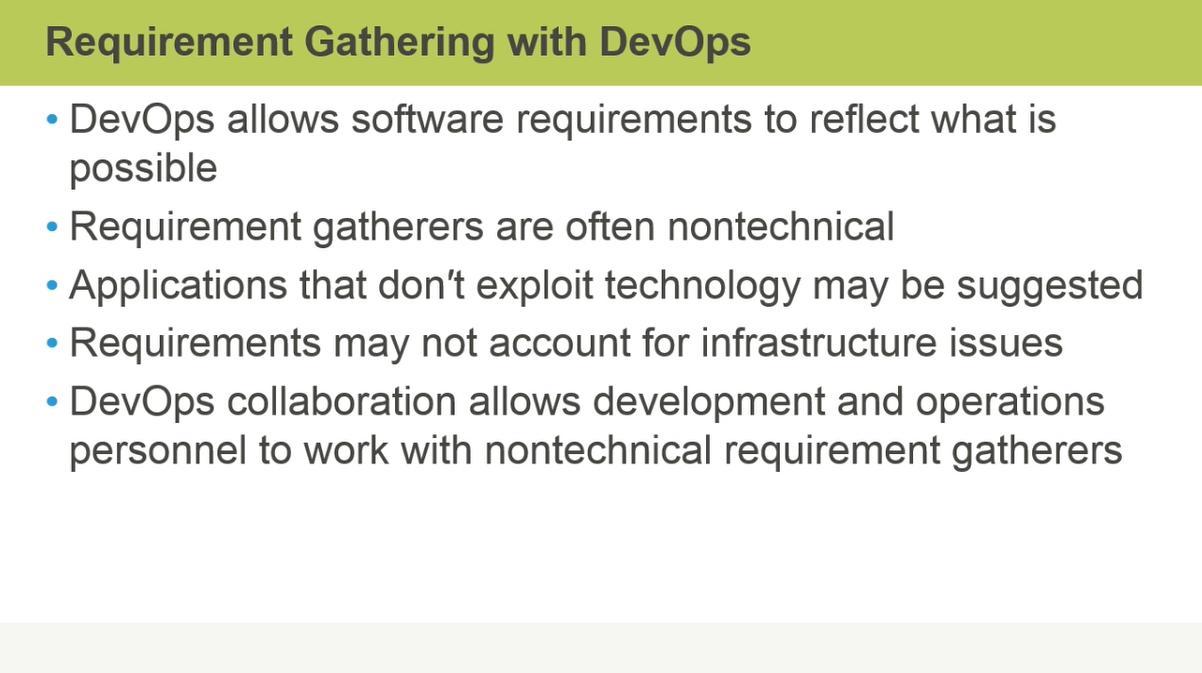 Requirement Gathering with DevOps
• DevOps allows software requirements to reflect what is
possible
• Requirement gatherers are often nontechnical
• Applications that don't exploit technology may be suggested
• Requirements may not account for infrastructure issues
• DevOps collaboration allows development and operations
personnel to work with nontechnical requirement gatherers